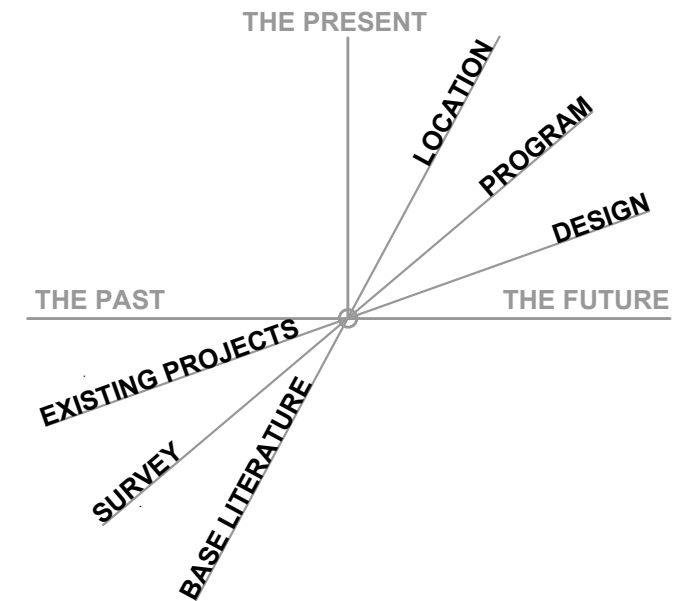 THE PRESENT
LOCATION
PROGRAM
DESIGN
THE PAST
THE FUTURE
EXISTING PROJECTS
SURVEY
BASE LITERATURE